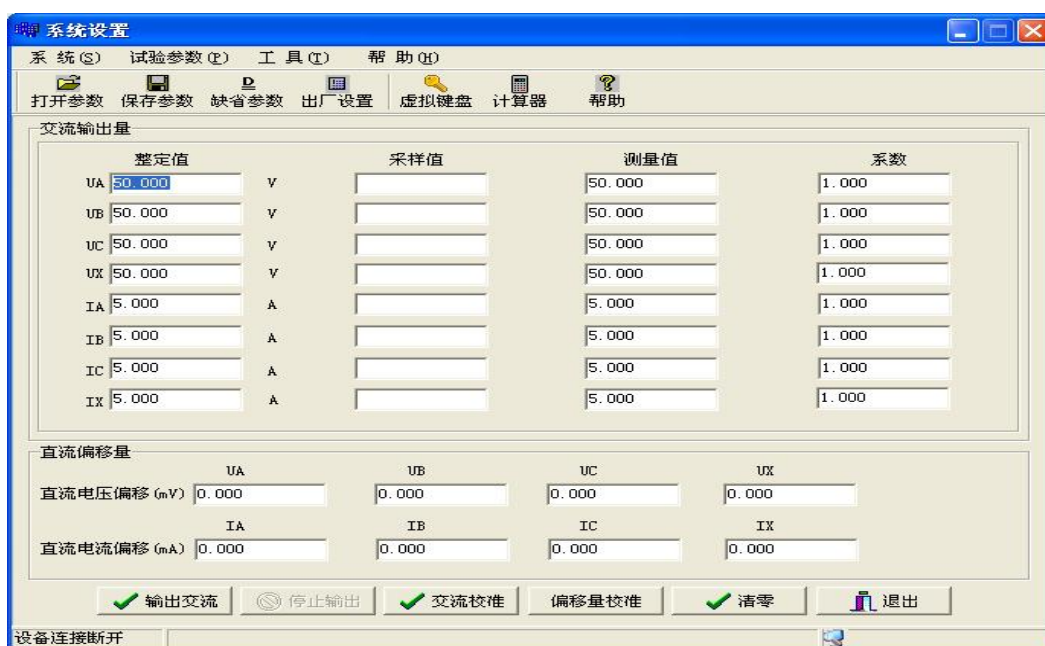 系统设置
系 统(S) 试验参数(P) 工 具(T) 帮 助(H)
D
打开参数 保存参数 缺省参数 出厂设置 虚拟键盘 计算器 帮助
交流输出量
整定值 采样值 测量值 系数
UA 50.000 V 50.000 1.000
UB 50.000 V 50.000 1.000
UC 50.000 V 50.000 1.000
UX 50.000 V 50.000 1.000
IA 5.000 A 5.000 1.000
IB 5.000 A 5.000 1.000
IC 5.000 A 5.000 1.000
IX 5.000 A 5.000 1.000
直流偏移量
UA UB UC UX
直流电压偏移(mV) 0.000 0.000 0.000 0.000
IA IB IC IX
直流电流偏移(mA) 0.000 0.000 0.000 0.000
输出交流 停止输出 交流校准 偏移量校准 清零 退出
设备连接断开